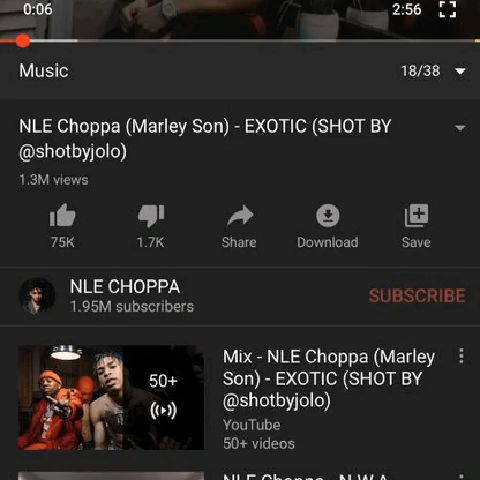 0:06 2:56
Music 18/38
NLE Choppa (Marley Son) - EXOTIC (SHOT BY
@shotbyjolo)
1.3M views
75K 1.7K Share Download Save
NLE CHOPPA
1.95M subscribers
SUBSCRIBE
50+
Mix - NLE Choppa (Marley
Son) - EXOTIC (SHOT BY
@shotbyjolo)
YouTube
50+ videos
NLE Choppa - N.W.A